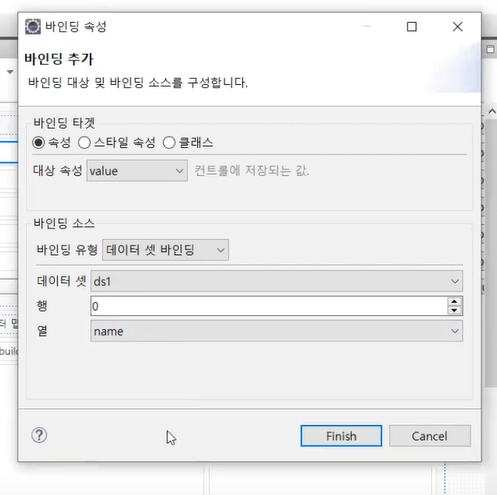 바인딩 속성
바인딩 추가
바인딩 대상 및 바인딩 소스를 구성합니다.
바인딩 타겟
속성 스타일 속성 클래스
대상 속성 value 컨트롤에 저장되는 값.
바인딩 소스
바인딩 유형 데이터 셋 바인딩
데이터 셋 ds1
행 0
열 name
터 맵
build
? Finish Cancel